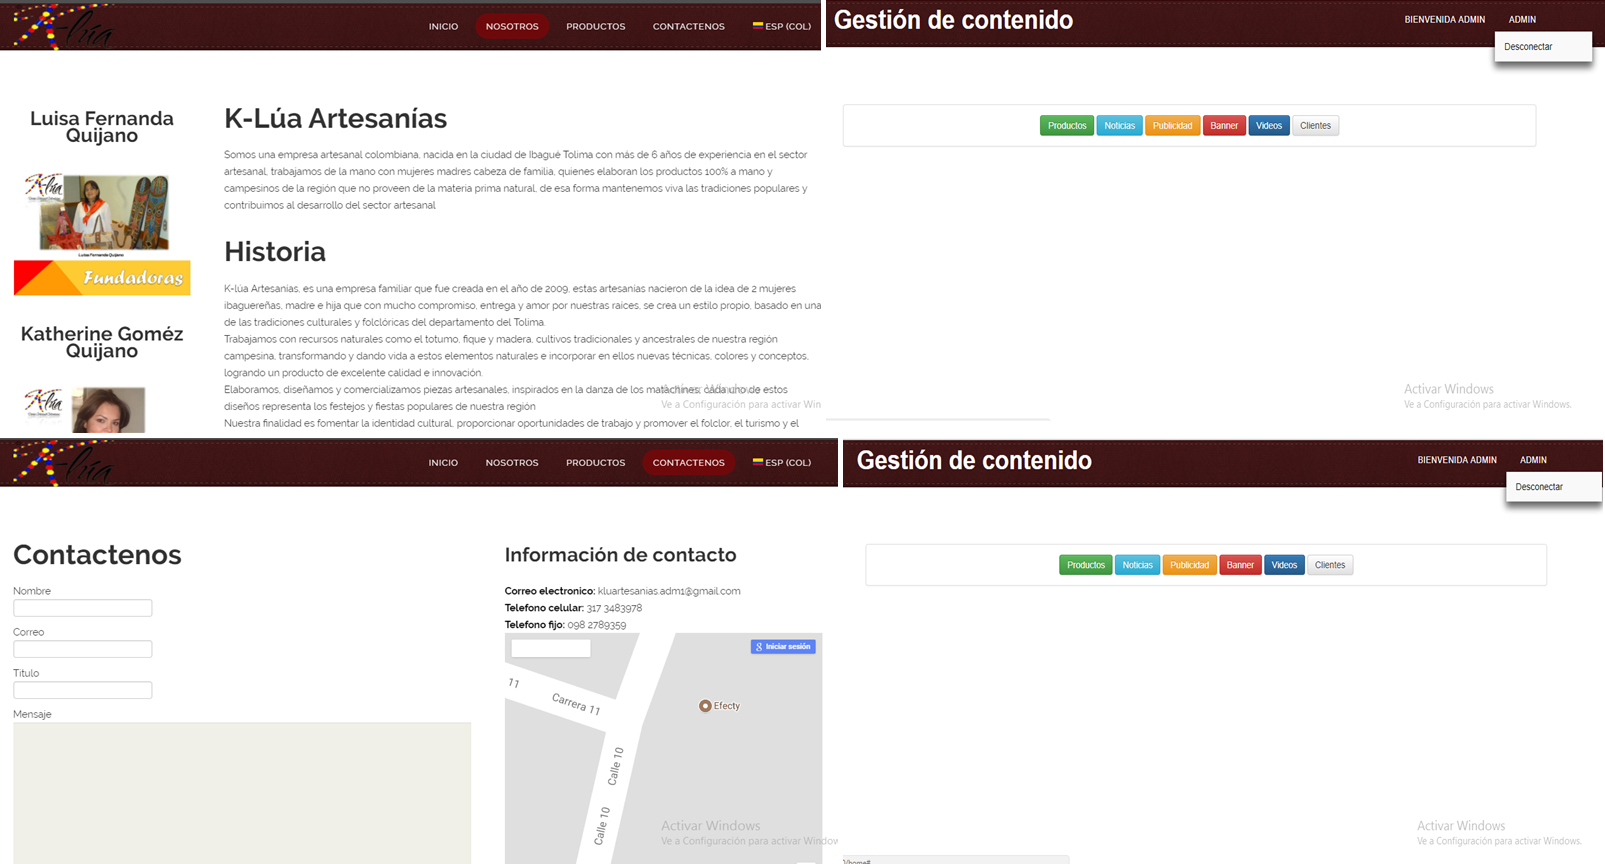 K-lúa
INICIO
NOSOTROS
PRODUCTOS
CONTACTENOS
ESP (COL)
Luisa Fernanda
Quijano
Luisa Fernanda Quijano
Fundadoras
Katherine Goméz
Quijano
K-Lúa Artesanías
Somos una empresa artesanal colombiana, nacida en la ciudad de Ibagué Tolima con más de 6 años de experiencia en el sector
artesanal, trabajamos de la mano con mujeres madres cabeza de familia, quienes elaboran los productos 100% a mano y
campesinos de la región que no proveen de la materia prima natural, de esa forma mantenemos viva las tradiciones populares y
contribuimos al desarrollo del sector artesanal
Historia
K-lúa Artesanías, es una empresa familiar que fue creada en el año de 2009, estas artesanías nacieron de la idea de 2 mujeres
ibaguereñas, madre e hija que con mucho compromiso, entrega y amor por nuestras raíces, se crea un estilo propio, basado en una
de las tradiciones culturales y folclóricas del departamento del Tolima.
Trabajamos con recursos naturales como el totumo, fique y madera, cultivos tradicionales y ancestrales de nuestra región
campesina, transformando y dando vida a estos elementos naturales e incorporar en ellos nuevas técnicas, colores y conceptos,
logrando un producto de excelente calidad e innovación.
Elaboramos, diseñamos y comercializamos piezas artesanales, inspirados en la danza de los matachines, cada uno de estos
diseños representa los festejos y fiestas populares de nuestra región
Nuestra finalidad es fomentar la identidad cultural, proporcionar oportunidades de trabajo y promover el folclor, el turismo y el
Activar Windows
Ve a Configuración para activar Win
Gestión de contenido
BIENVENIDA ADMIN
ADMIN
Desconectar
Productos
Noticias
Publicidad
Banner
Videos
Clientes
Activar Windows
Ve a Configuración para activar Windows.
K-lúa
INICIO
NOSOTROS
PRODUCTOS
CONTACTENOS
ESP (COL)
Contactenos
Nombre
Correo
Titulo
Mensaje
Información de contacto
Correo electronico: kluartesanias.adm1@gmail.com
Telefono celular: 317 3483978
Telefono fijo: 098 2789359
Iniciar sesión
11
Carrera 11
Efecty
Calle 10
Calle 10
Activar Windows
Ve a Configuración para activar Window
Gestión de contenido
BIENVENIDA ADMIN
ADMIN
Desconectar
Productos
Noticias
Publicidad
Banner
Videos
Clientes
Activar Windows
Ve a Configuración para activar Windows.
/home#